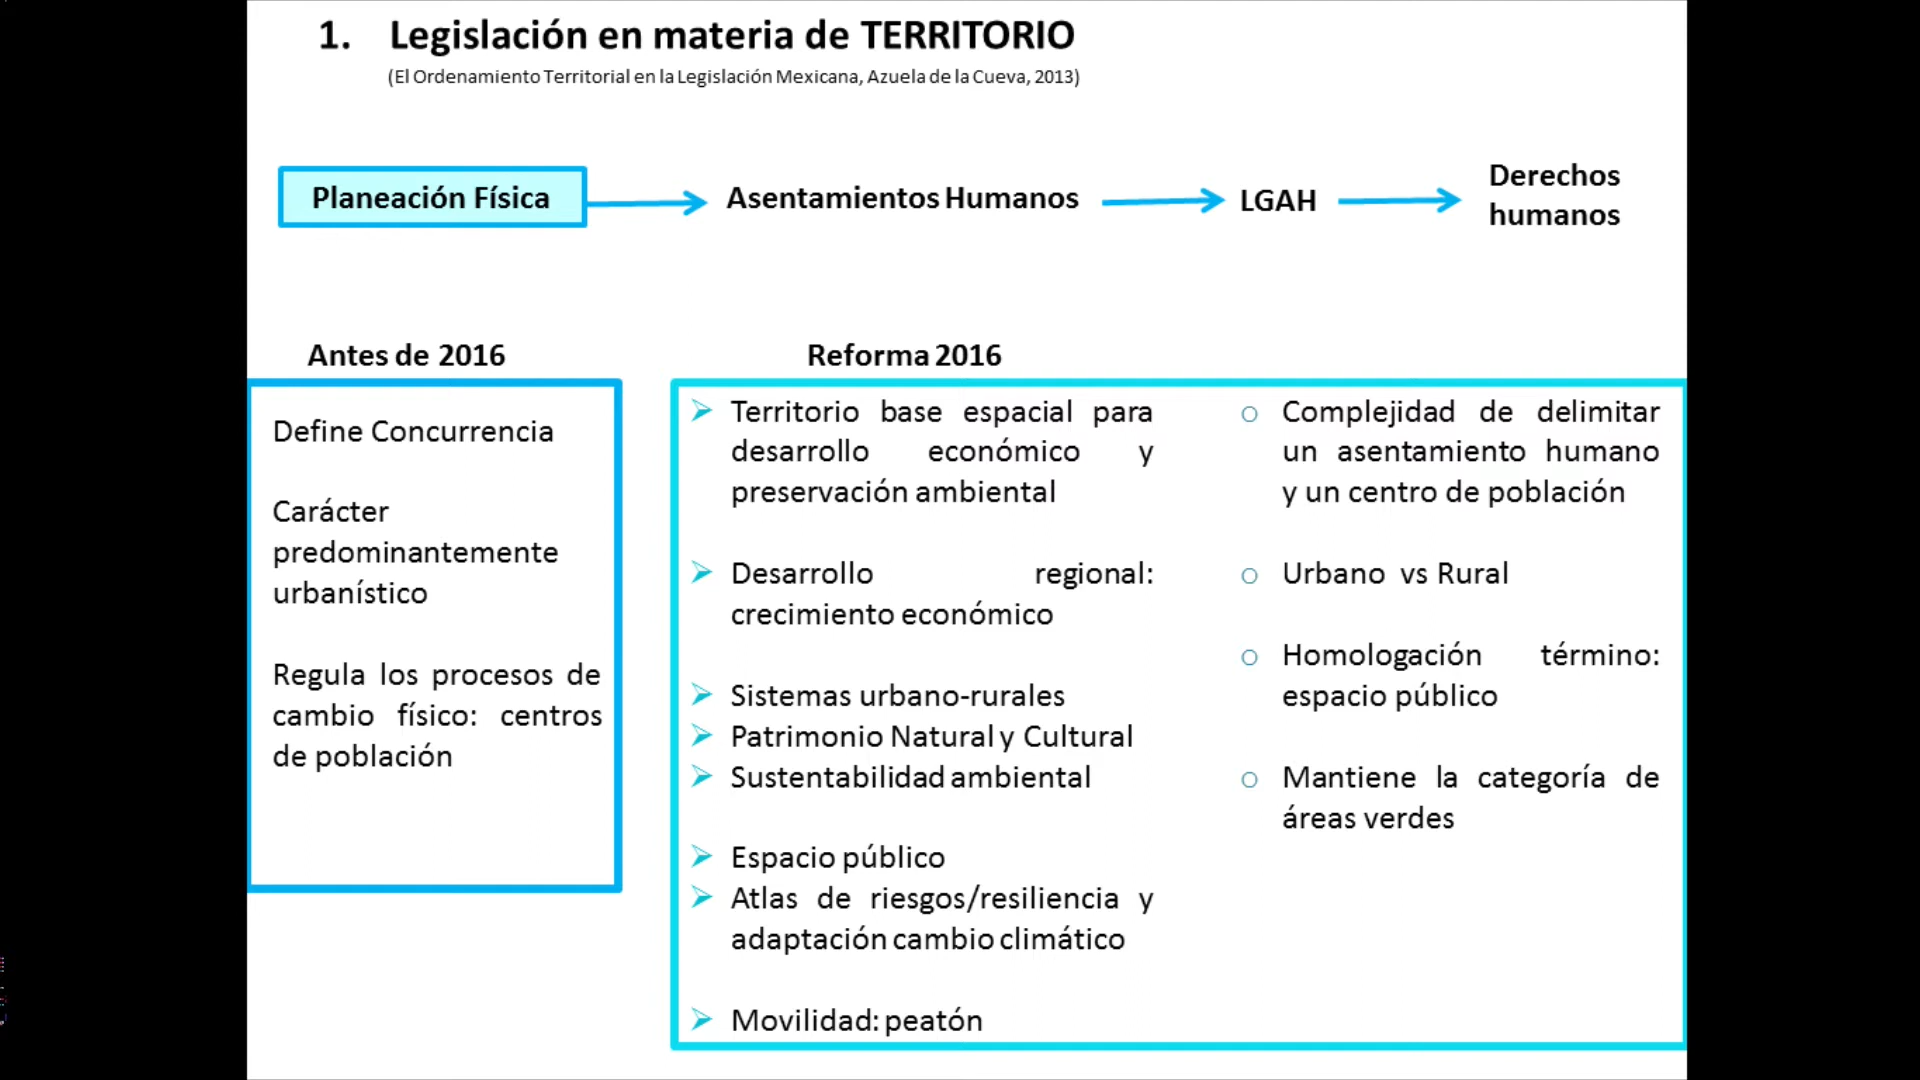 1. Legislación en materia de TERRITORIO
(El Ordenamiento Territorial en la Legislación Mexicana, Azuela de la Cueva, 2013)
Planeación Física
Asentamientos Humanos
LGAH
Derechos
humanos
Antes de 2016
Define Concurrencia
Carácter
predominantemente
urbanístico
Regula los procesos de
cambio físico: centros
de población
Reforma 2016
Territorio base espacial para
desarrollo económico y
preservación ambiental
Desarrollo regional:
crecimiento económico
Sistemas urbano-rurales
Patrimonio Natural y Cultural
Sustentabilidad ambiental
Espacio público
Atlas de riesgos/resiliencia y
adaptación cambio climático
Movilidad: peatón
Complejidad de delimitar
un asentamiento humano
y un centro de población
Urbano vs Rural
Homologación término:
espacio público
Mantiene la categoría de
áreas verdes